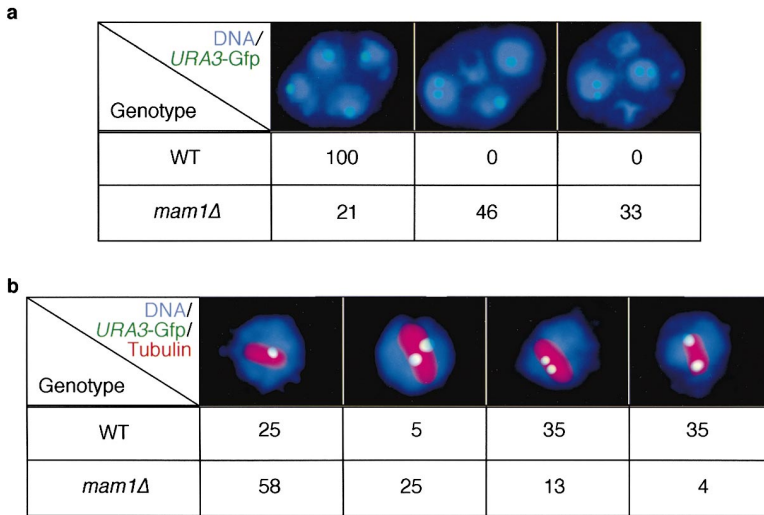 a
DNA/
URA3-Gfp
Genotype
WT 100 0 0
mam1Δ 21 46 33
b
DNA/
URA3-Gfp/
Tubulin
Genotype
WT 25 5 35 35
mam1Δ 58 25 13 4